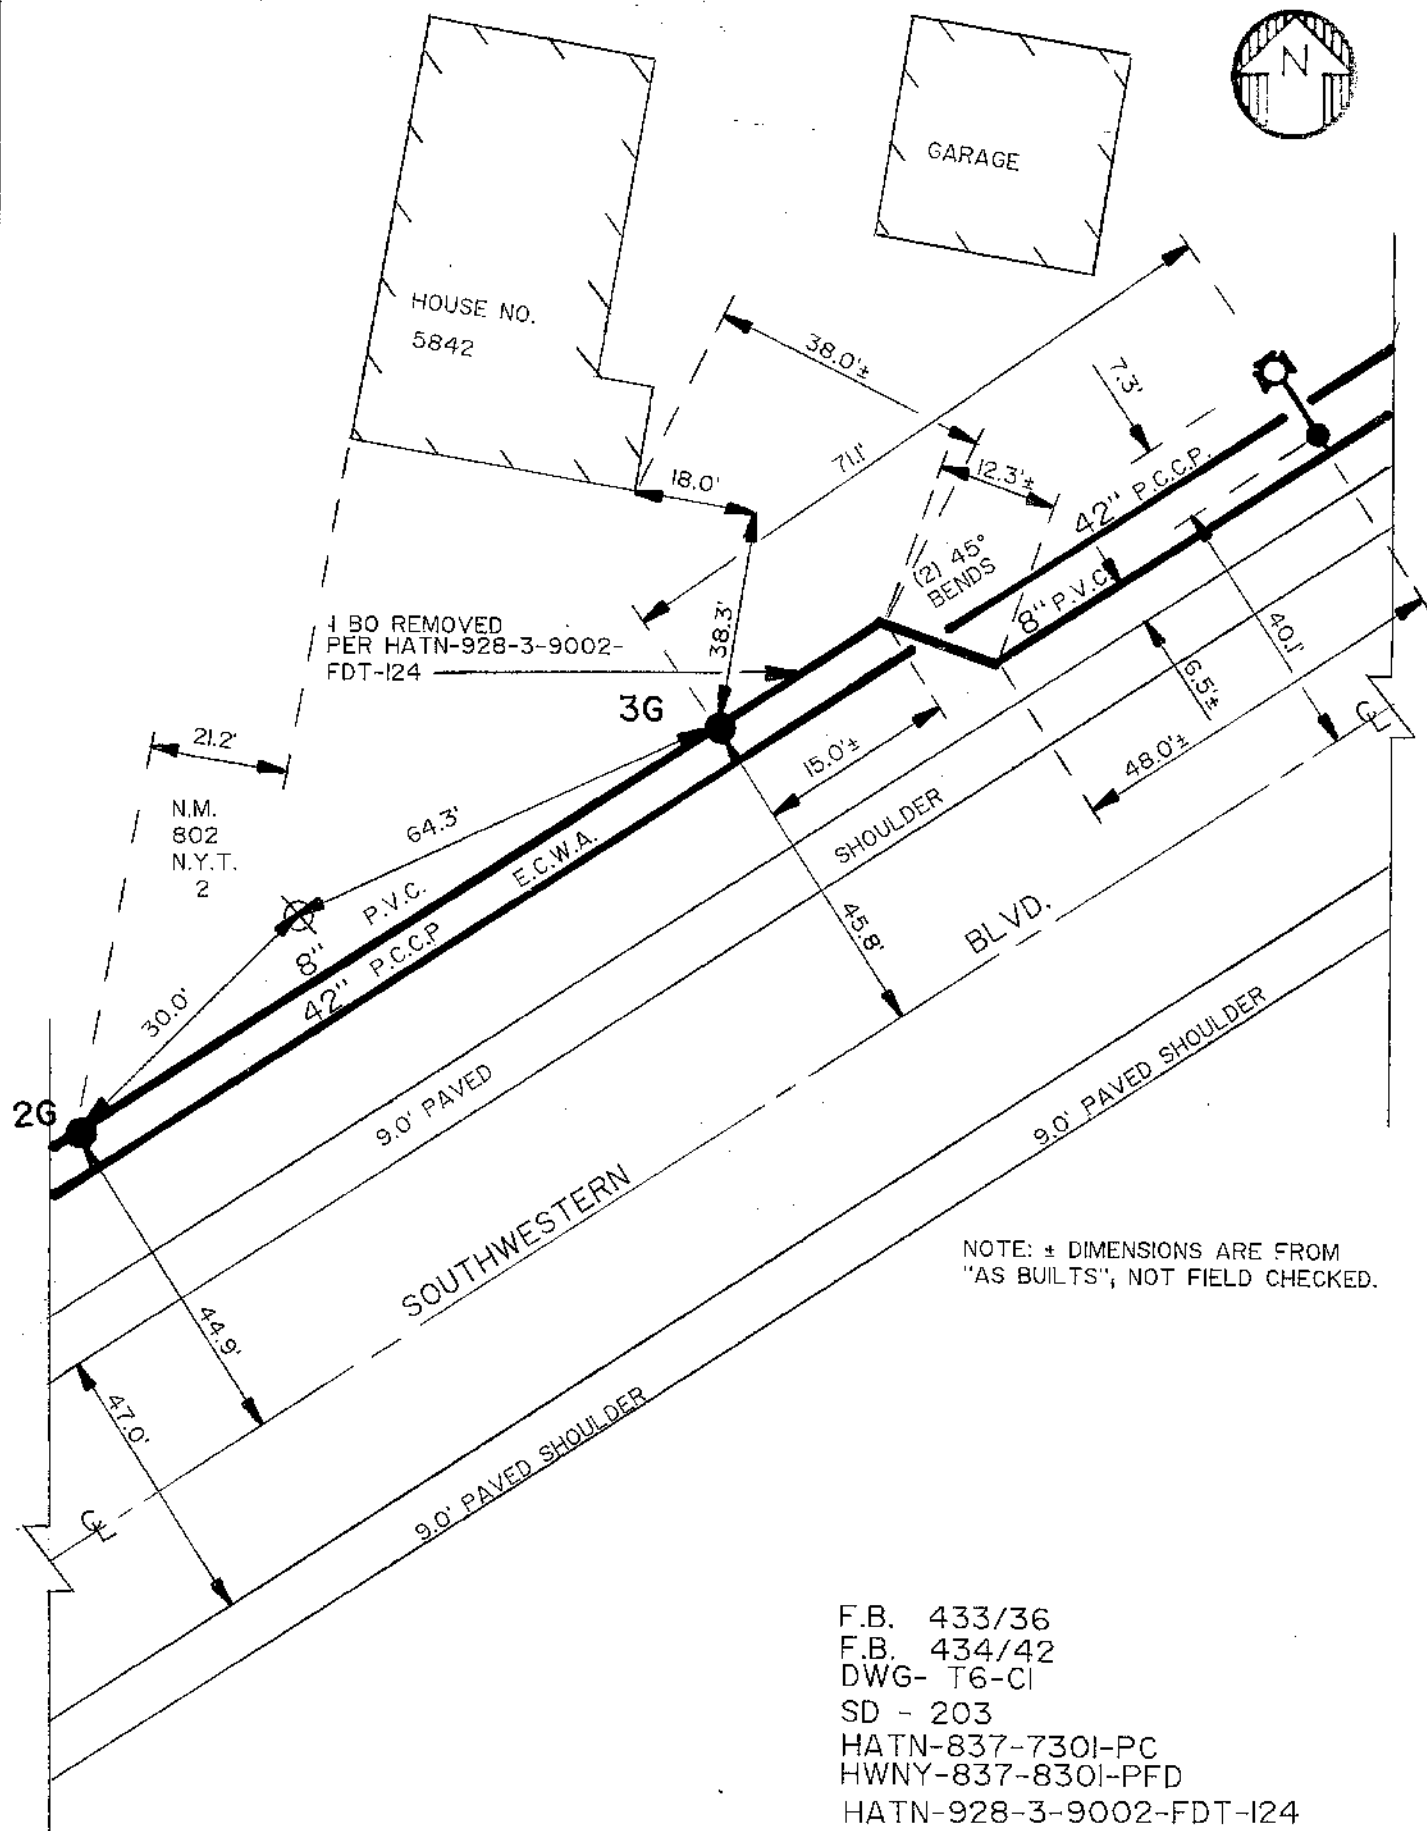 N
GARAGE
HOUSE NO.
5842
38.0'±
7.3'
71.1'
18.0'
12.3'±
42" P.C.C.P.
(2) 45°
BENDS
8" P.V.C.
38.3'
40.1'
BO REMOVED
PER HATN-928-3-9002-
FDT-124
6.5'±
3G
℄
21.2'
15.0'±
48.0'±
N.M.
802
N.Y.T.
2
64.3'
SHOULDER
E.C.W.A.
8" P.V.C.
42" P.C.C.P
45.8'
BLVD.
30.0'
9.0' PAVED
9.0' PAVED SHOULDER
2G
SOUTHWESTERN
NOTE: ± DIMENSIONS ARE FROM
"AS BUILTS", NOT FIELD CHECKED.
44.9'
47.0'
9.0' PAVED SHOULDER
℄
F.B. 433/36
F.B. 434/42
DWG- T6-C1
SD - 203
HATN-837-7301-PC
HWNY-837-8301-PFD
HATN-928-3-9002-FDT-124